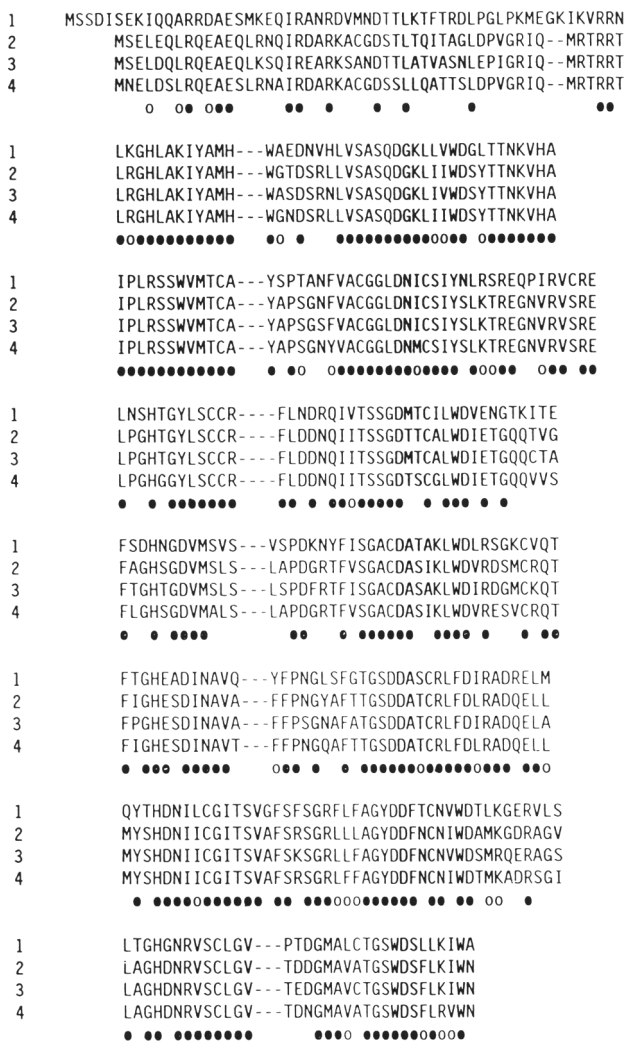 1 MSSDISEKIQQARRDAESMKEQIRANRDVMNDTTLKTFTRDLPGLPKMEGKIKVRRN
2 MSELEQLRQEAEQLRNQIRDARKACGDSTLTQITAGLDPVGRIQ--MRTRRT
3 MSELDQLRQEAEQLKSQIREARKSANDTTLATVASNLEPIGRIQ--MRTRRT
4 MNELDSLRQEAESLRNAIRDARKACGDSSLLQATTSLDPVGRIQ--MRTRRT
1 LKGHLAKIYAMH---WAEDNVHLVSASQDGKLLVWDGLTTNKVHA
2 LRGHLAKIYAMH---WGTDSRLLVSASQDGKLIIWDSYTTNKVHA
3 LRGHLAKIYAMH---WASDSRNLVSASQDGKLIVWDSYTTNKVHA
4 LRGHLAKIYAMH---WGNDSRLLVSASQDGKLIIWDSYTTNKVHA
1 IPLRSSWVMTCA---YSPTANFVACGGLDNICSIYNLRSREQPIRVCRE
2 IPLRSSWVMTCA---YAPSGNFVACGGLDNICSIYSLKTREGNVRVSRE
3 IPLRSSWVMTCA---YAPSGSFVACGGLDNICSIYSLKTREGNVRVSRE
4 IPLRSSWVMTCA---YAPSGNYVACGGLDNMCSIYSLKTREGNVRVSRE
1 LNSHTGYLSCCR----FLNDRQIVTSSGDMTCILWDVENGTKITE
2 LPGHTGYLSCCR----FLDDNQIITSSGDTTCALWDIETGQQTVG
3 LPGHTGYLSCCR----FLDDNQIITSSGDMTCALWDIETGQQCTA
4 LPGHGGYLSCCR----FLDDNQIITSSGDTSCGLWDIETGQQVVS
1 FSDHNGDVMSVS---VSPDKNYFISGACDATAKLWDLRSGKCVQT
2 FAGHSGDVMSLS---LAPDGRTFVSGACDASIKLWDVRDSMCRQT
3 FTGHTGDVMSLS---LSPDFRTFISGACDASAKLWDIRDGMCKQT
4 FLGHSGDVMALS---LAPDGRTFVSGACDASIKLWDVRESVCRQT
1 FTGHEADINAVQ---YFPNGLSFGTGSDDASCRLFDIRADRELM
2 FIGHESDINAVA---FFPNGYAFTTGSDDATCRLFDLRADQELL
3 FPGHESDINAVA---FFPSGNAFATGSDDATCRLFDIRADQELA
4 FIGHESDINAVT---FFPNGQAFTTGSDDATCRLFDLRADQELL
1 QYTHDNILCGITSVGFSFSGRFLFAGYDDFTCNVWDTLKGERVLS
2 MYSHDNIICGITSVAFSRSGRLLLAGYDDFNCNIWDAMKGDRAGV
3 MYSHDNIICGITSVAFSKSGRLLFAGYDDFNCNVWDSMRQERAGS
4 MYSHDNIICGITSVAFSRSGRLFFAGYDDFNCNIWDTMKADRSGI
1 LTGHGNRVSCLGV---PTDGMALCTGSWDSLLKIWA
2 LAGHDNRVSCLGV---TDDGMAVATGSWDSFLKIWN
3 LAGHDNRVSCLGV---TEDGMAVCTGSWDSFLKIWN
4 LAGHDNRVSCLGV---TDNGMAVATGSWDSFLRVWN